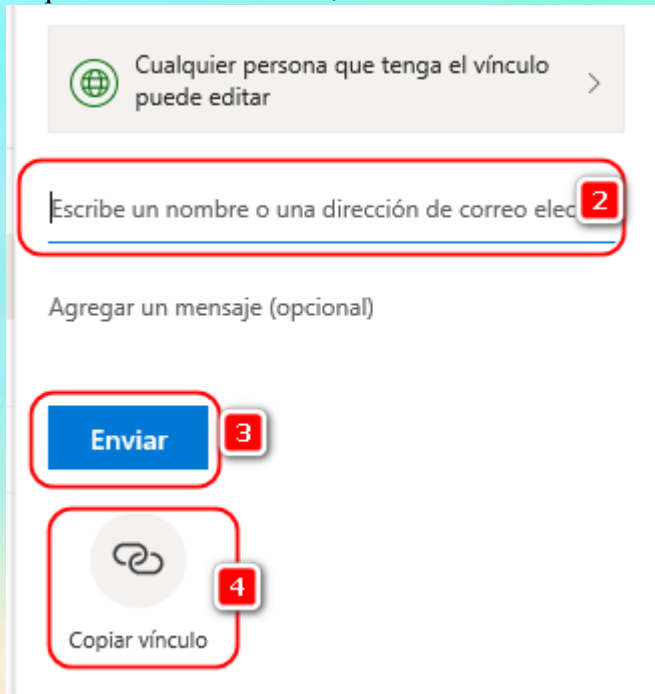 Cualquier persona que tenga el vínculo
puede editar
Escribe un nombre o una dirección de correo elec
2
Agregar un mensaje (opcional)
Enviar
3
4
Copiar vínculo